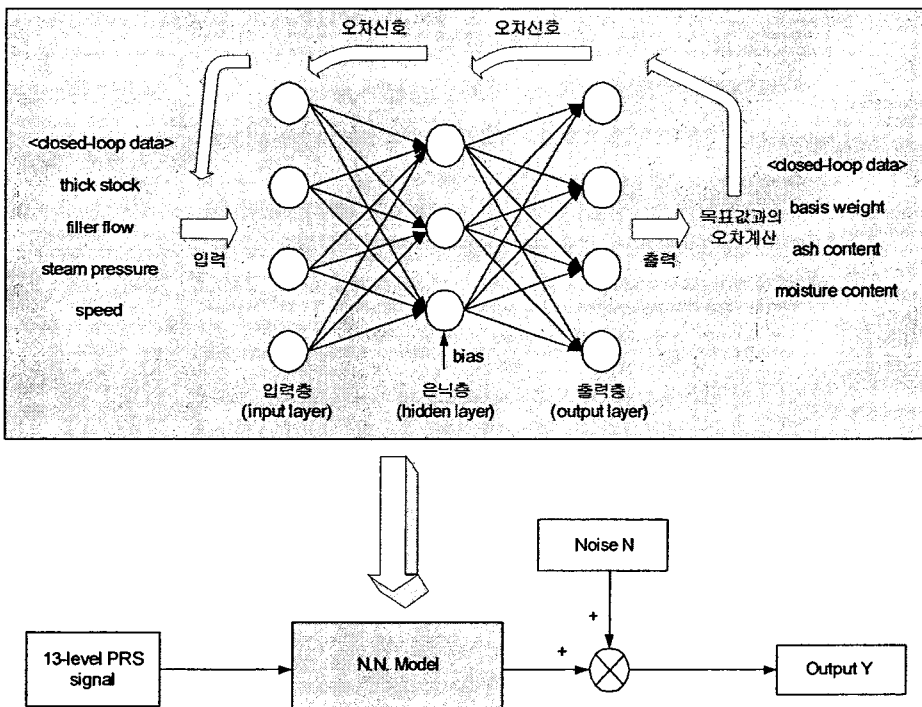 오차신호
오차신호
<closed-loop data>
thick stock
filler flow
steam pressure
speed
입력
bias
입력층
(input layer)
은닉층
(hidden layer)
출력층
(output layer)
출력
목표값과의
오차계산
<closed-loop data>
basis weight
ash content
moisture content
Noise N
+
+
13-level PRS
signal
N.N. Model
Output Y